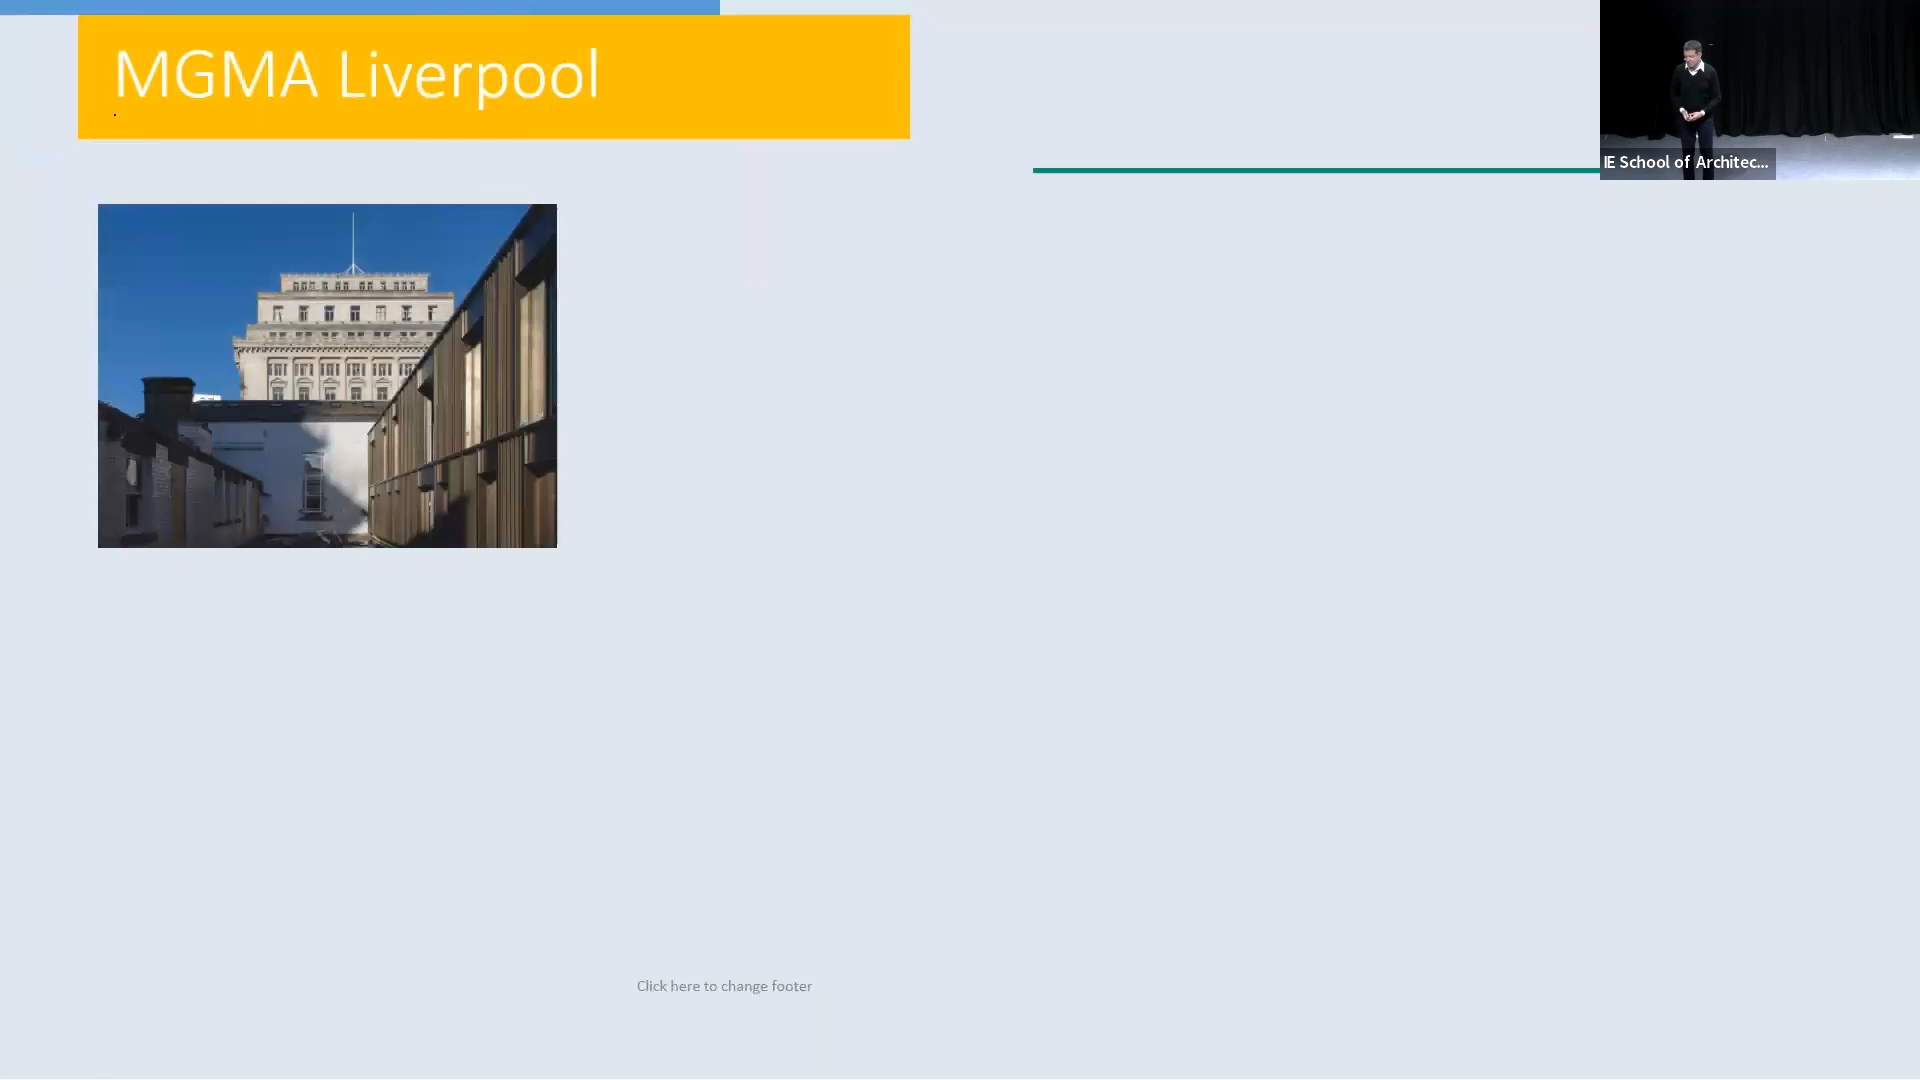 MGMA Liverpool
.
IE School of Architec...
Click here to change footer